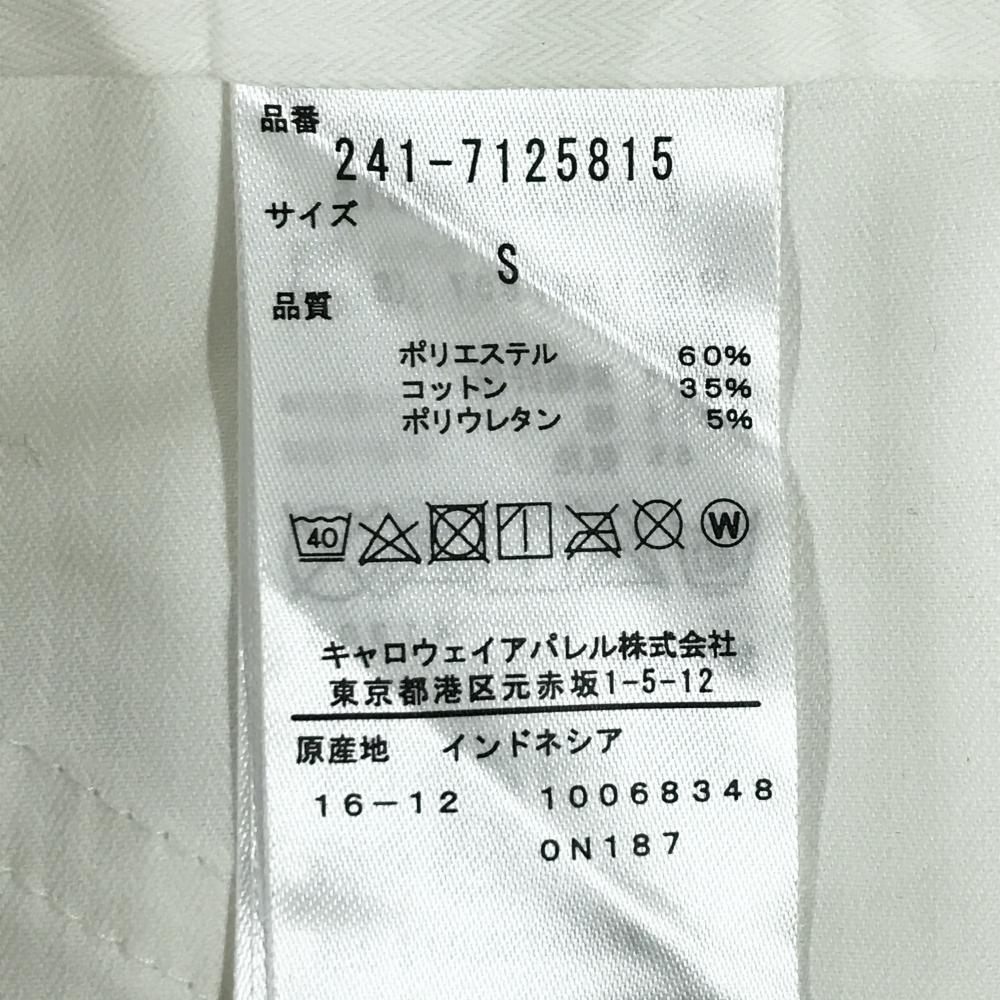 品番
241-7125815
サイズ
S
品質
ポリエステル 60%
コットン 35%
ポリウレタン 5%
40 W
キャロウェイアパレル株式会社
東京都港区元赤坂1-5-12
原産地 インドネシア
16-12 10068348
0N187